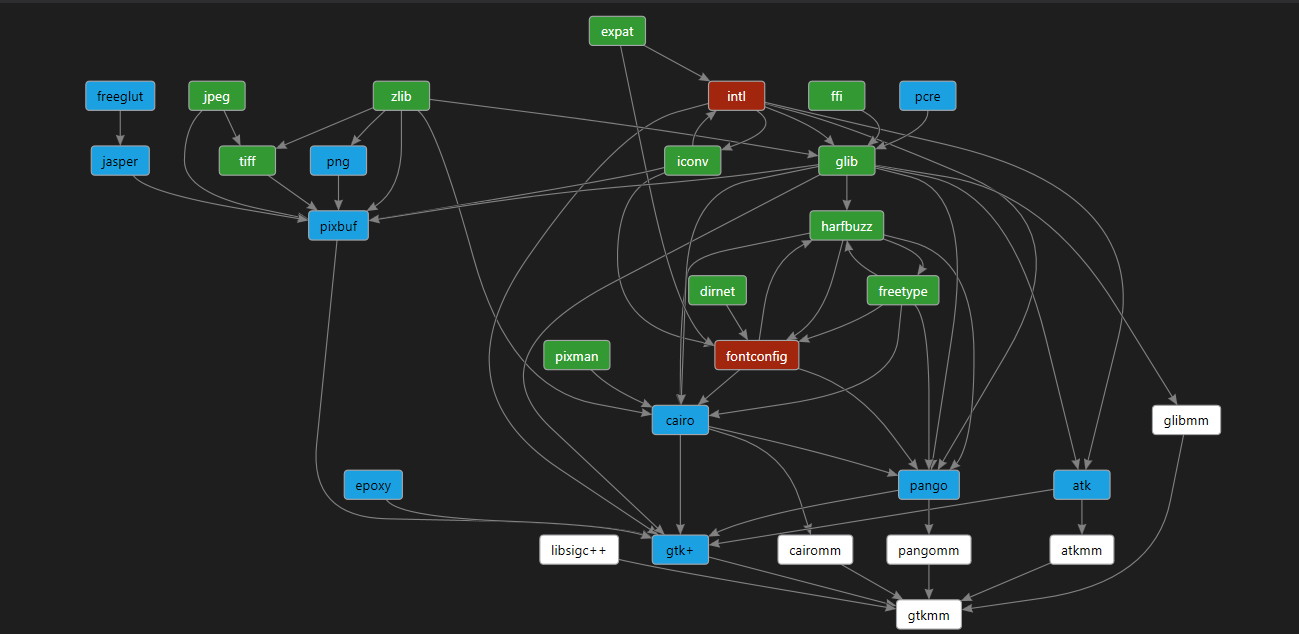 expat
freeglut
jpeg
zlib
intl
ffi
pcre
jasper
tiff
png
iconv
glib
pixbuf
harfbuzz
dirnet
freetype
pixman
fontconfig
cairo
glibmm
epoxy
pango
atk
libsigc++
gtk+
cairomm
pangomm
atkmm
gtkmm